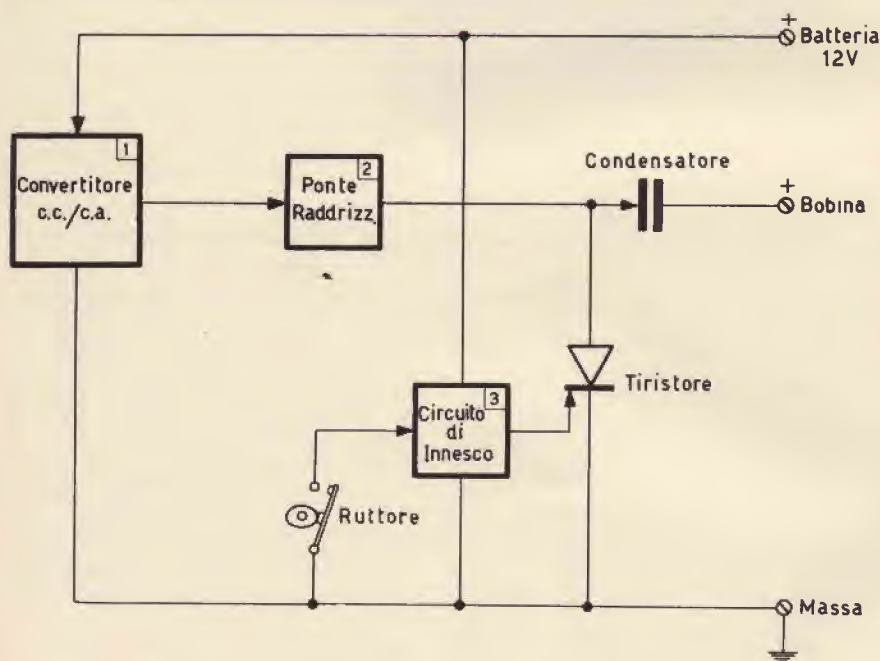 +
Batteria
12V
1
Convertitore
c.c./c.a.
2
Ponte
Raddrizz.
Condensatore
+
Bobina
3
Circuito
di
Innesco
Tiristore
Ruttore
Massa